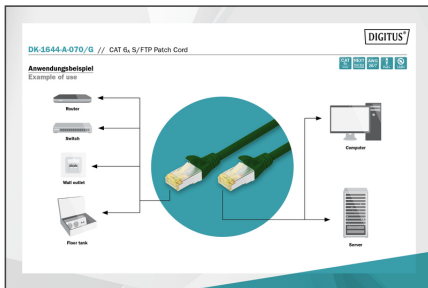 DIGITUS®
DK-1644-A-070/G // CAT 6A S/FTP Patch Cord
Anwendungsbeispiel
Example of use
Router
Switch
Wall outlet
Floor tank
Computer
Server